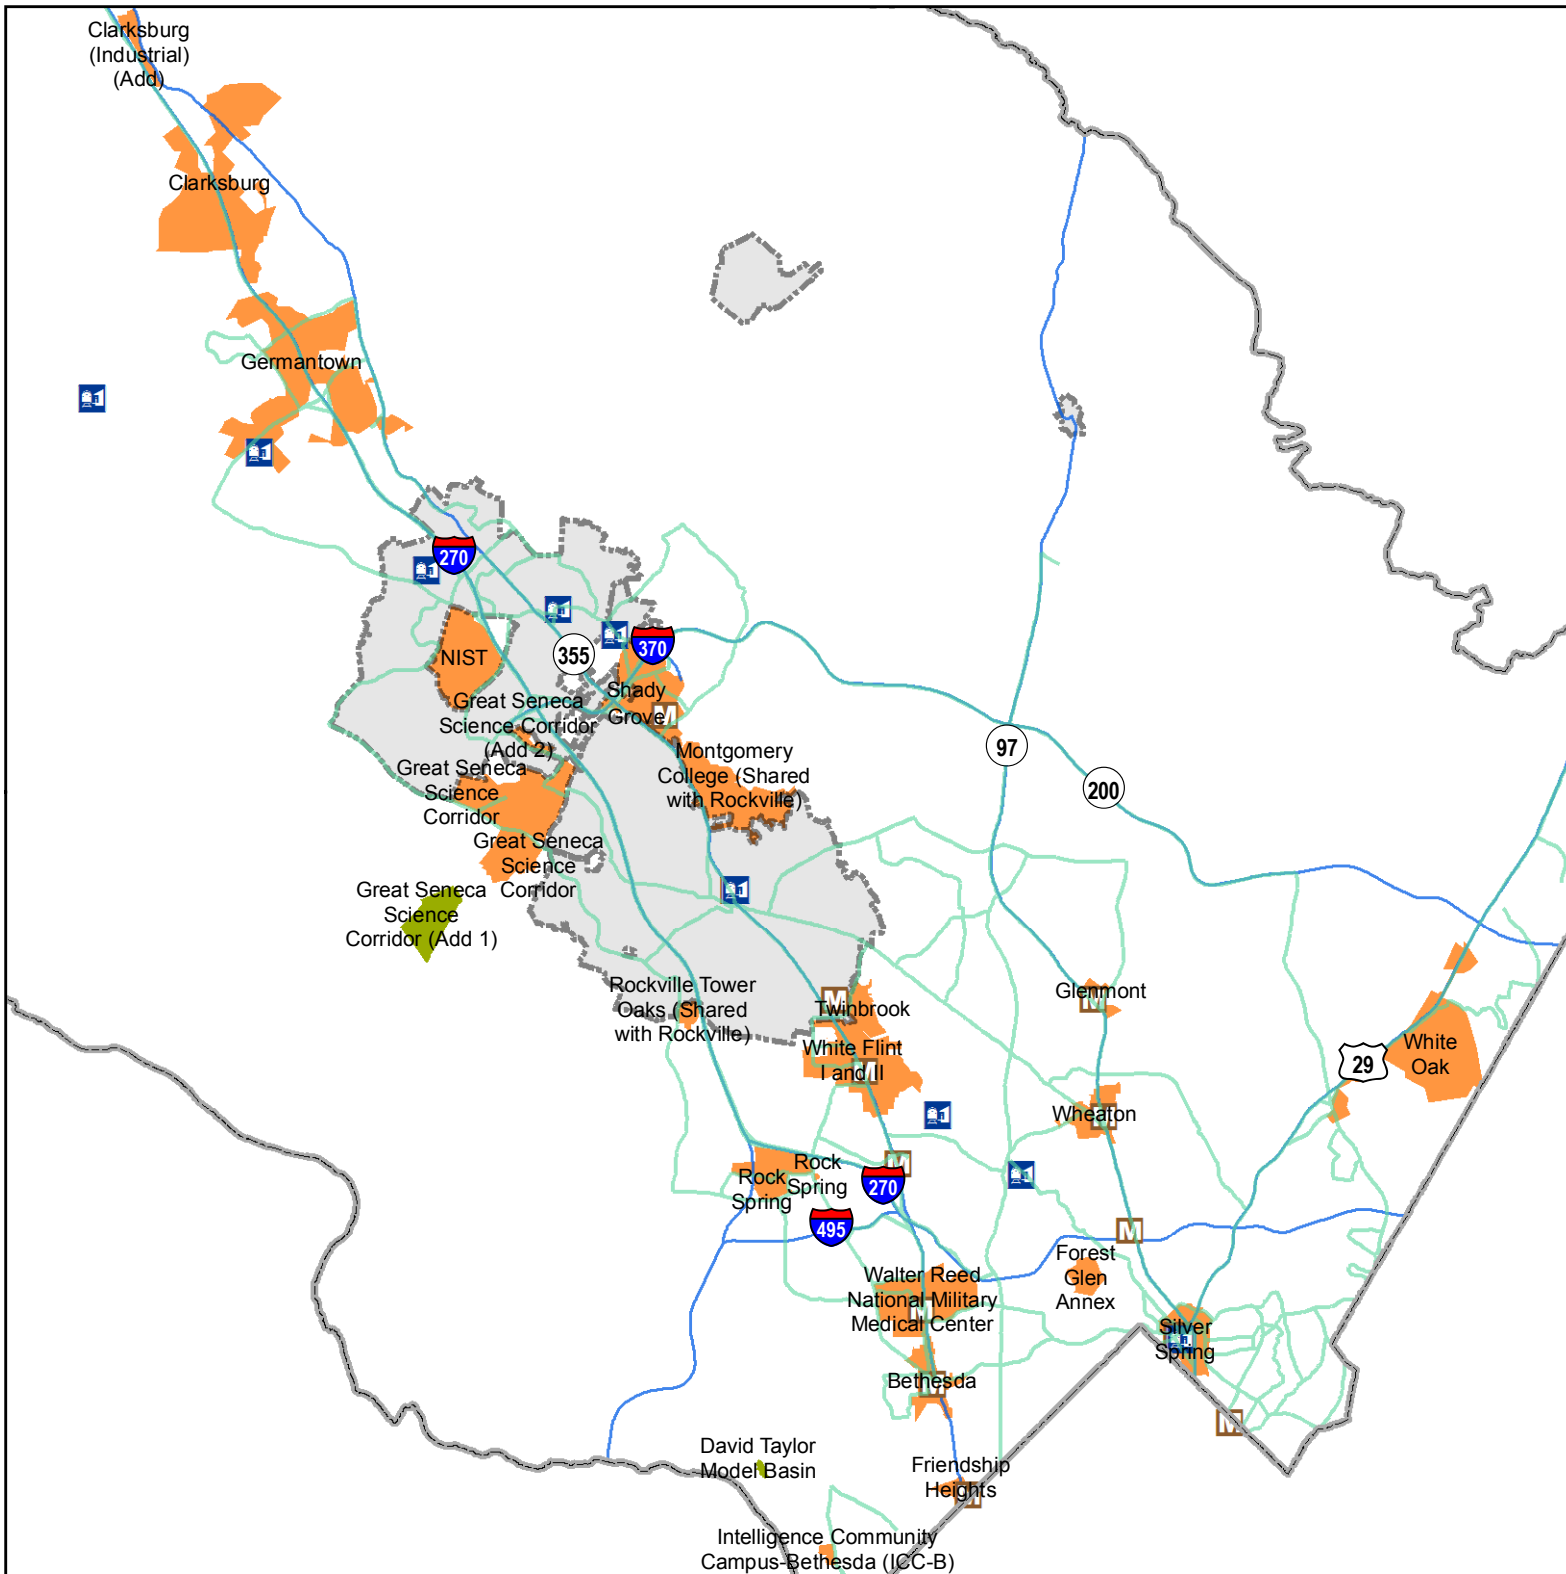 Clarksburg
(Industrial)
(Add)
Clarksburg
Germantown
270
NIST
355
370
Shady
Grove
Great Seneca
Science Corridor
(Add 2)
Montgomery
College (Shared
with Rockville)
97
200
Great Seneca
Science
Corridor
Great Seneca
Science
Corridor
Great Seneca
Science
Corridor (Add 1)
Rockville Tower
Oaks (Shared
with Rockville)
M
M
Twinbrook
White Flint
I and II
M
Glenmont
M
29
White
Oak
Wheaton
M
M
Rock
Spring
Rock
Spring
270
495
M
Forest
Glen
Annex
Walter Reed
National Military
Medical Center
M
Silver
Spring
Bethesda
M
M
David Taylor
Model Basin
Friendship
Heights
M
Intelligence Community
Campus-Bethesda (ICC-B)